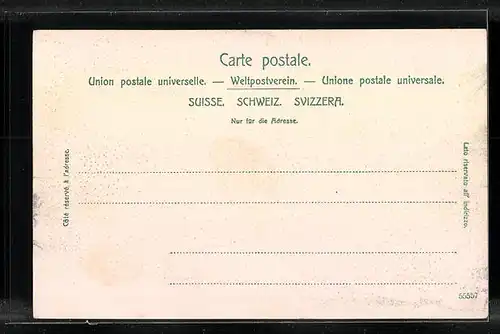 Carte postale.
Union postale universelle. — Weltpostverein. — Unione postale universale.
SUISSE. SCHWEIZ. SVIZZERA.
Nur für die Adresse.
Côté réservé à l'adresse.
Lato riservato all' indirizzo.
55557